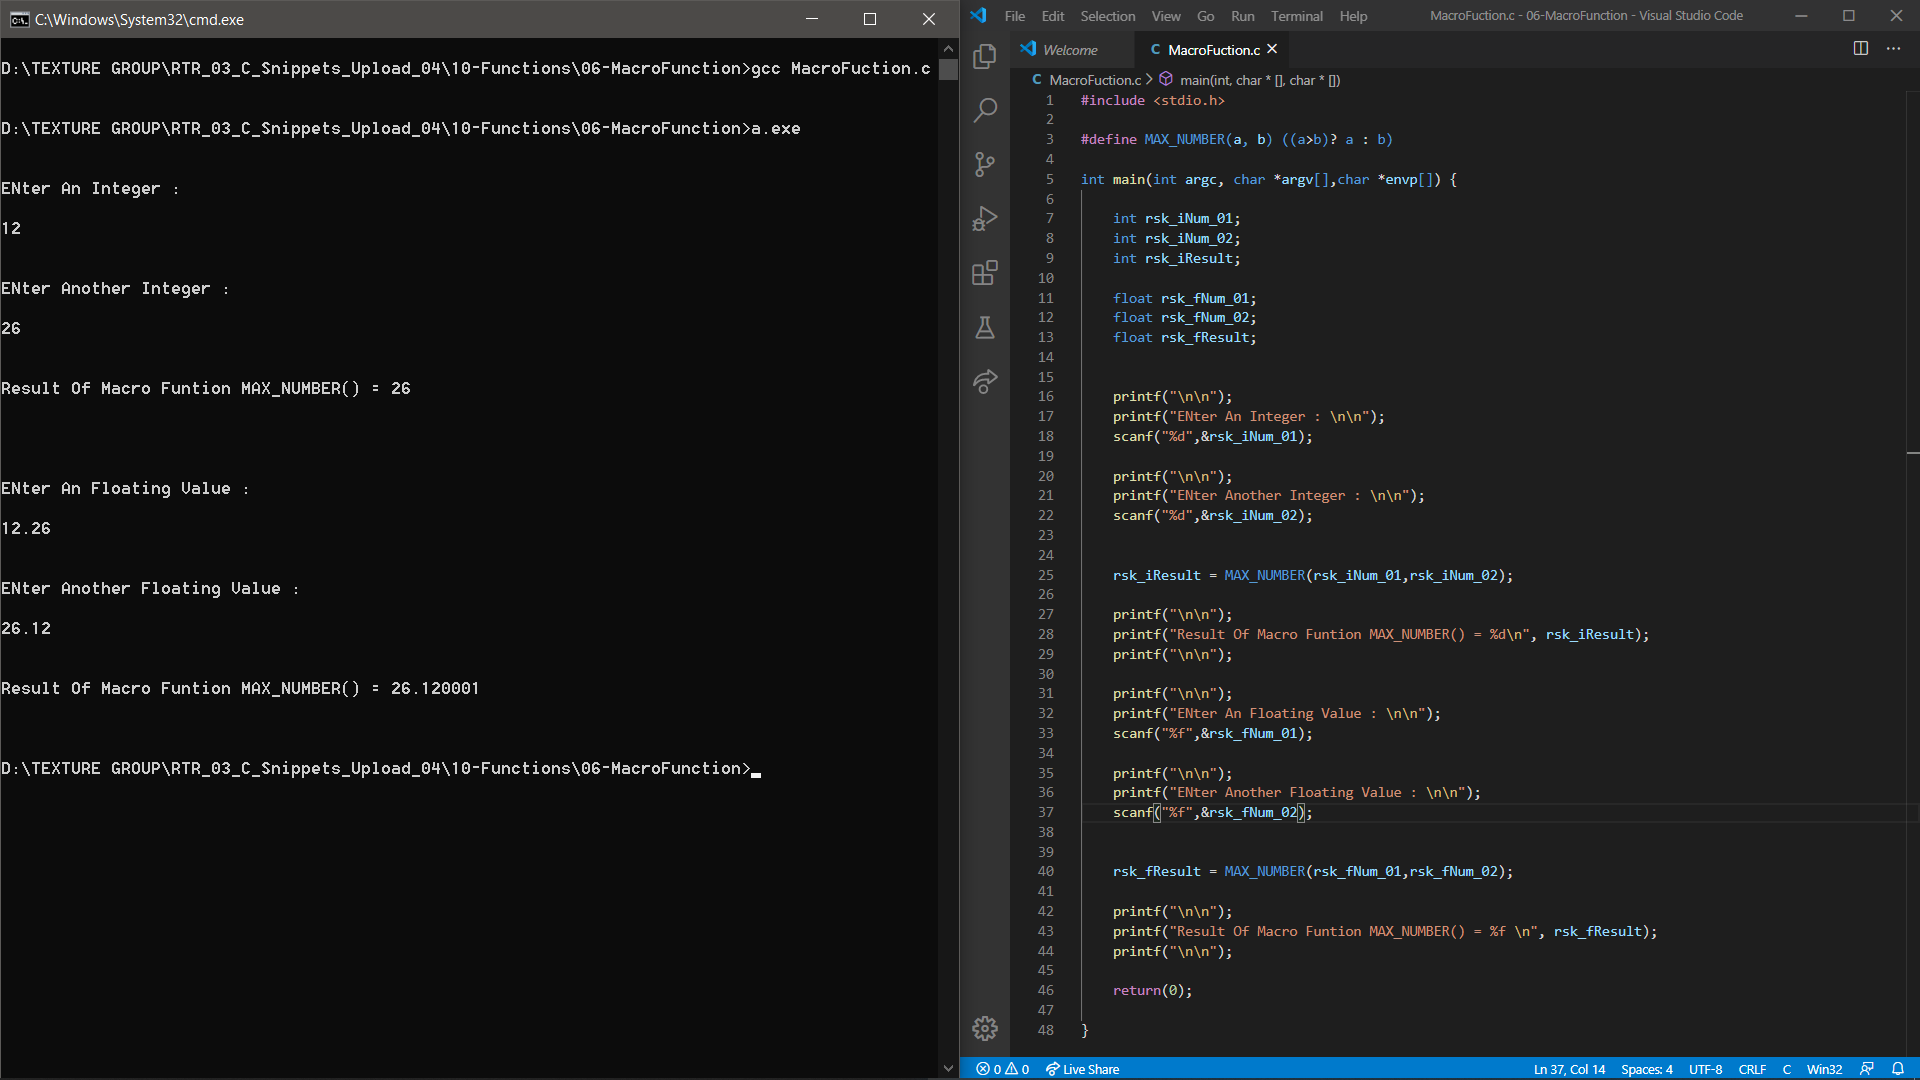 C:\Windows\System32\cmd.exe
D:\TEXTURE GROUP\RTR_03_C_Snippets_Upload_04\10-Functions\06-MacroFunction>gcc MacroFuction.c
D:\TEXTURE GROUP\RTR_03_C_Snippets_Upload_04\10-Functions\06-MacroFunction>a.exe
ENter An Integer :
12
ENter Another Integer :
26
Result Of Macro Funtion MAX_NUMBER() = 26
ENter An Floating Value :
12.26
ENter Another Floating Value :
26.12
Result Of Macro Funtion MAX_NUMBER() = 26.120001
D:\TEXTURE GROUP\RTR_03_C_Snippets_Upload_04\10-Functions\06-MacroFunction>
File Edit Selection View Go Run Terminal Help MacroFuction.c - 06-MacroFunction - Visual Studio Code
Welcome C MacroFuction.c
C MacroFuction.c > main(int, char * [], char * [])
1 #include <stdio.h>
2
3 #define MAX_NUMBER(a, b) ((a>b)? a : b)
4
5 int main(int argc, char *argv[],char *envp[]) {
6
7 int rsk_iNum_01;
8 int rsk_iNum_02;
9 int rsk_iResult;
10
11 float rsk_fNum_01;
12 float rsk_fNum_02;
13 float rsk_fResult;
14
15
16 printf("\n\n");
17 printf("ENter An Integer : \n\n");
18 scanf("%d",&rsk_iNum_01);
19
20 printf("\n\n");
21 printf("ENter Another Integer : \n\n");
22 scanf("%d",&rsk_iNum_02);
23
24
25 rsk_iResult = MAX_NUMBER(rsk_iNum_01,rsk_iNum_02);
26
27 printf("\n\n");
28 printf("Result Of Macro Funtion MAX_NUMBER() = %d\n", rsk_iResult);
29 printf("\n\n");
30
31 printf("\n\n");
32 printf("ENter An Floating Value : \n\n");
33 scanf("%f",&rsk_fNum_01);
34
35 printf("\n\n");
36 printf("ENter Another Floating Value : \n\n");
37 scanf("%f",&rsk_fNum_02);
38
39
40 rsk_fResult = MAX_NUMBER(rsk_fNum_01,rsk_fNum_02);
41
42 printf("\n\n");
43 printf("Result Of Macro Funtion MAX_NUMBER() = %f \n", rsk_fResult);
44 printf("\n\n");
45
46 return(0);
47
48 }
0 0 Live Share Ln 37, Col 14 Spaces: 4 UTF-8 CRLF C Win32